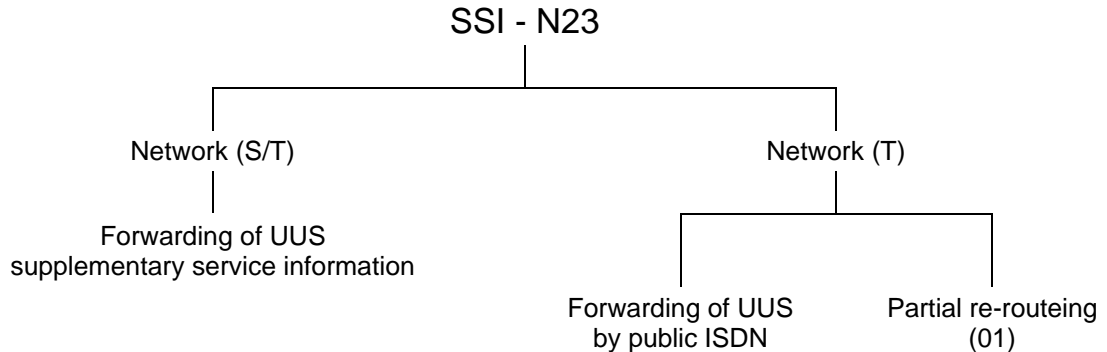 SSI - N23
Network (S/T)
Network (T)
Forwarding of UUS
supplementary service information
Forwarding of UUS
by public ISDN
Partial re-routeing
(01)